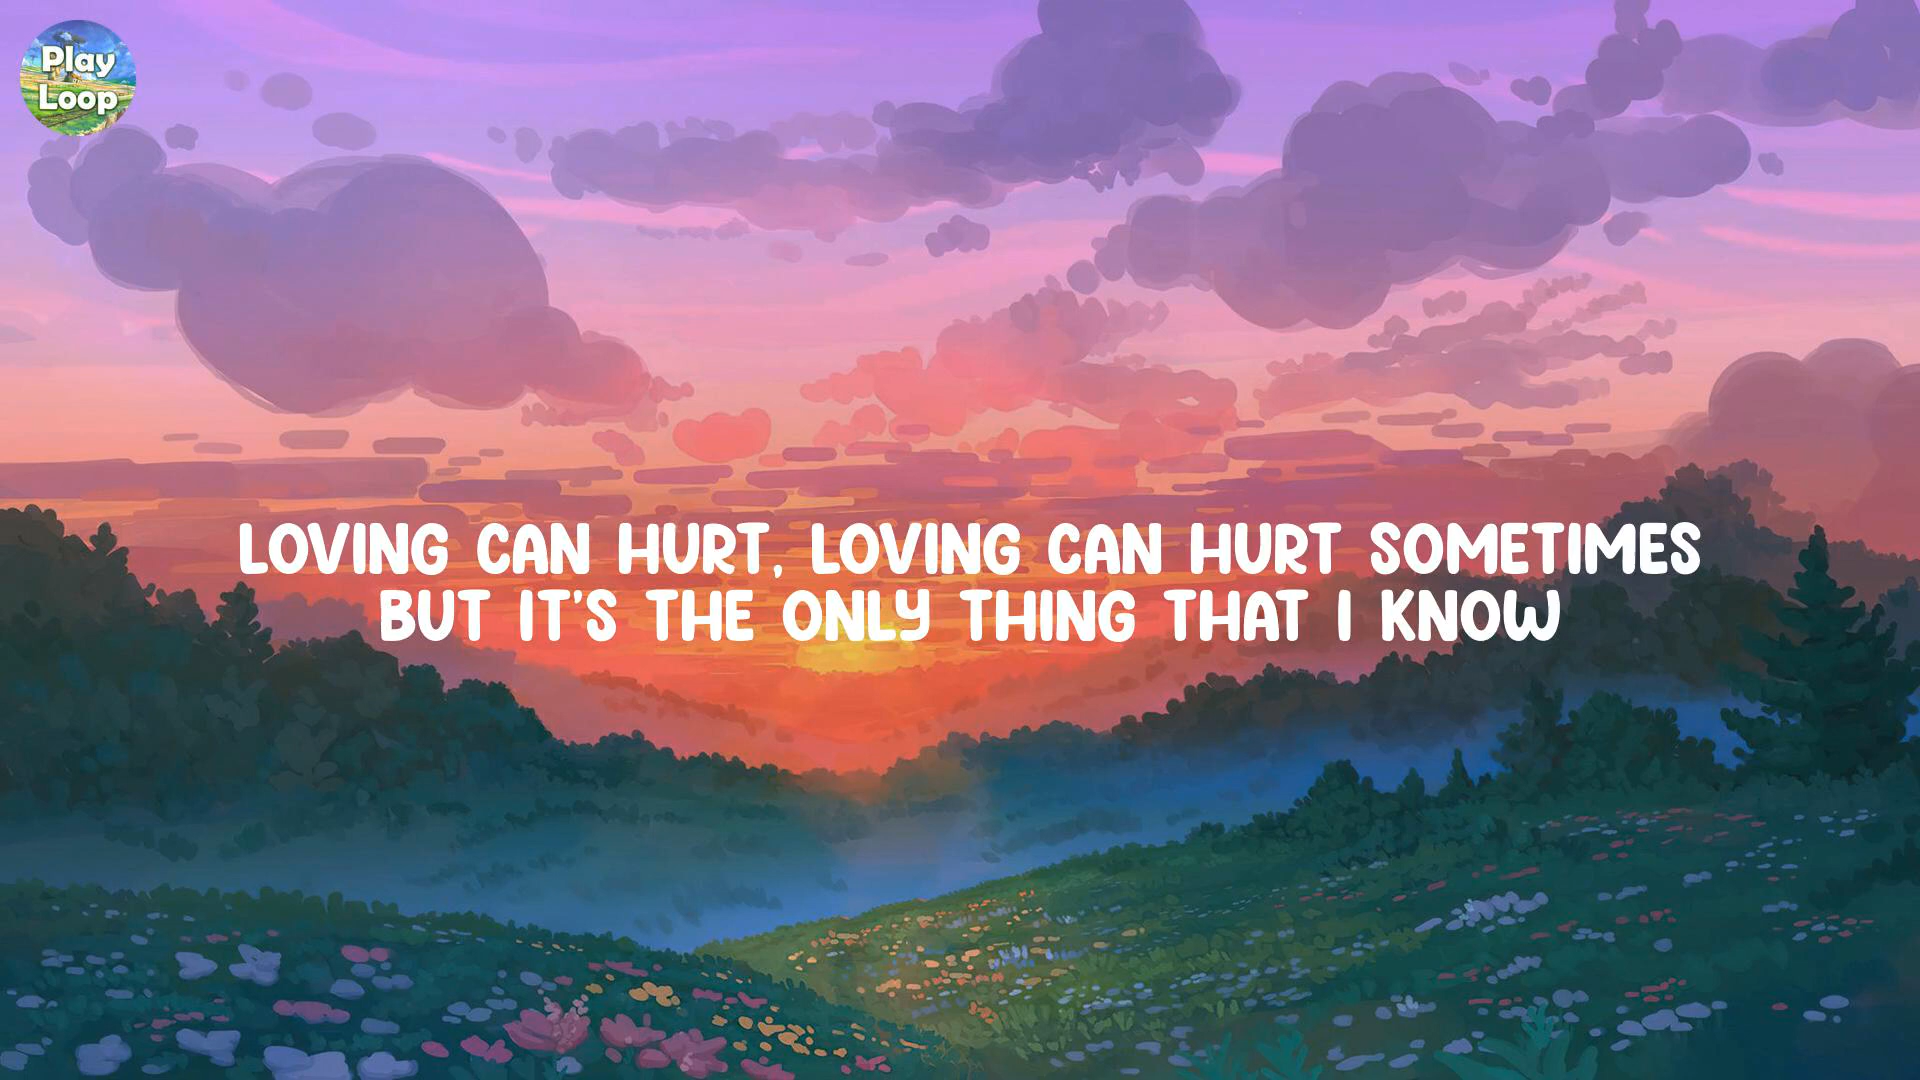 Play
Loop
LOVING CAN HURT, LOVING CAN HURT SOMETIMES
BUT IT'S THE ONLY THING THAT I KNOW